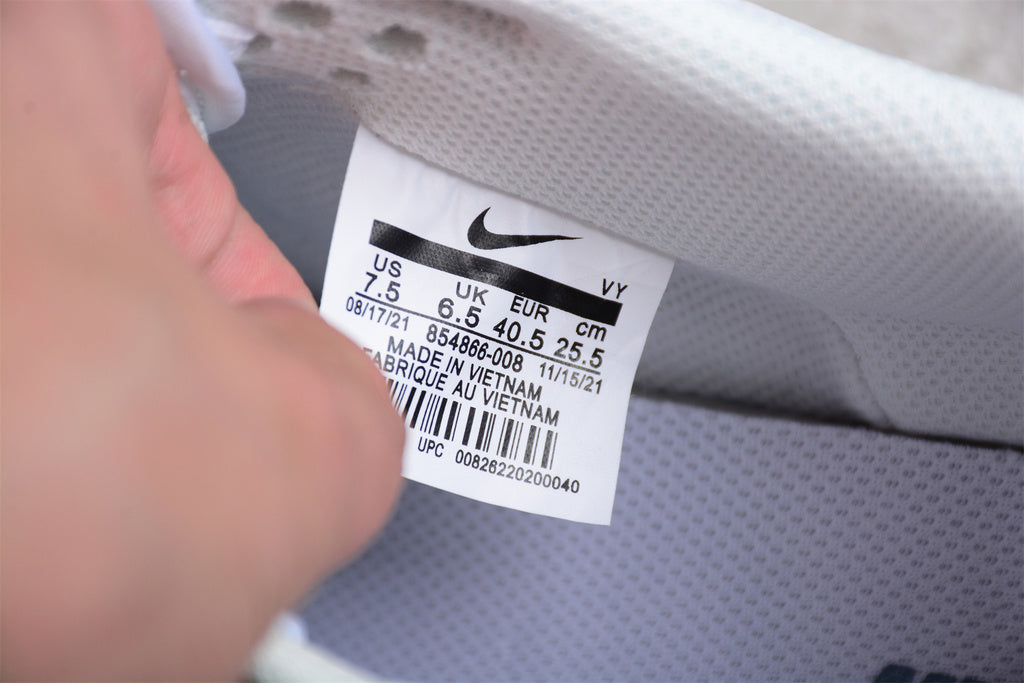 VY
US UK EUR cm
7.5 6.5 40.5 25.5
08/17/21 854866-008 11/15/21
MADE IN VIETNAM
FABRIQUE AU VIETNAM
UPC 00826220200040